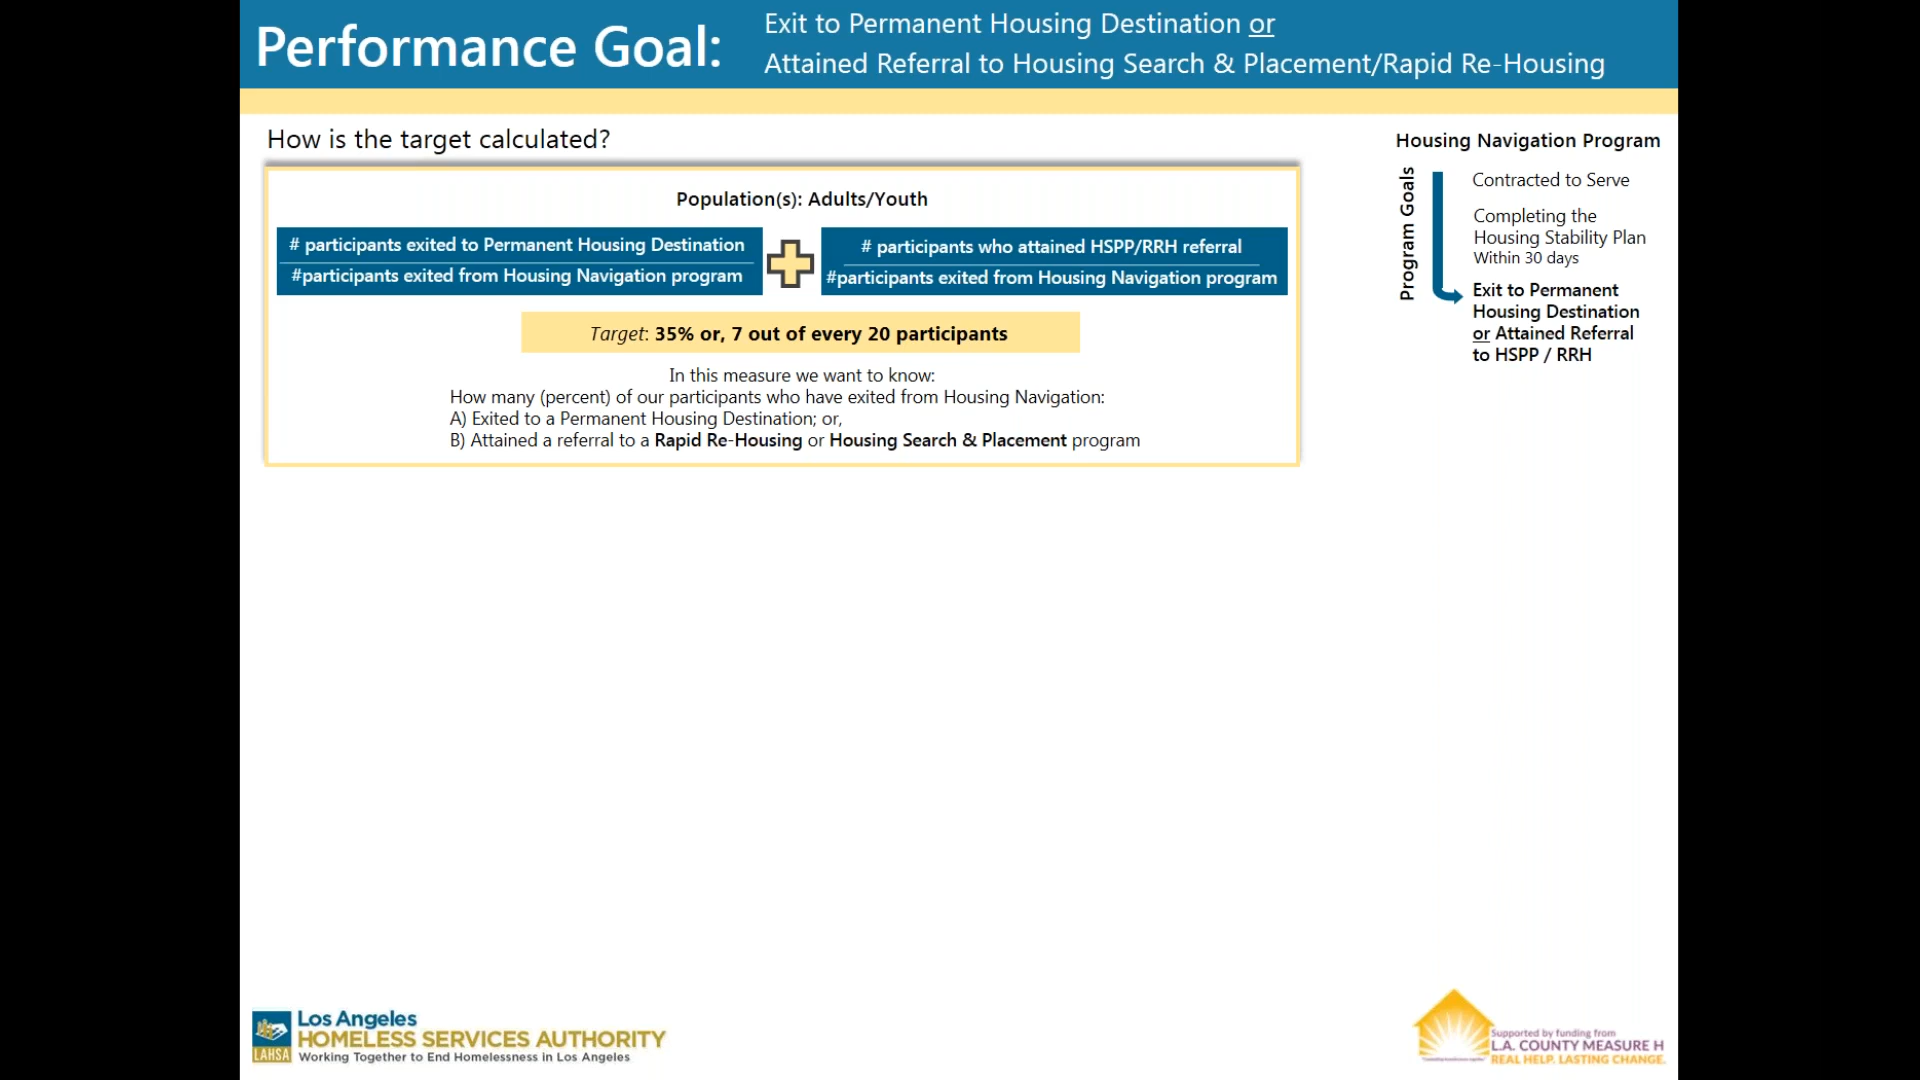 Performance Goal:
Exit to Permanent Housing Destination or
Attained Referral to Housing Search & Placement/Rapid Re-Housing
How is the target calculated?
Population(s): Adults/Youth
# participants exited to Permanent Housing Destination
#participants exited from Housing Navigation program
# participants who attained HSPP/RRH referral
#participants exited from Housing Navigation program
Target: 35% or, 7 out of every 20 participants
In this measure we want to know:
How many (percent) of our participants who have exited from Housing Navigation:
A) Exited to a Permanent Housing Destination; or,
B) Attained a referral to a Rapid Re-Housing or Housing Search & Placement program
Housing Navigation Program
Program Goals
Contracted to Serve
Completing the
Housing Stability Plan
Within 30 days
Exit to Permanent
Housing Destination
or Attained Referral
to HSPP / RRH
LAHSA
Los Angeles
HOMELESS SERVICES AUTHORITY
Working Together to End Homelessness in Los Angeles
Supported by funding from
L.A. COUNTY MEASURE H
REAL HELP. LASTING CHANGE.